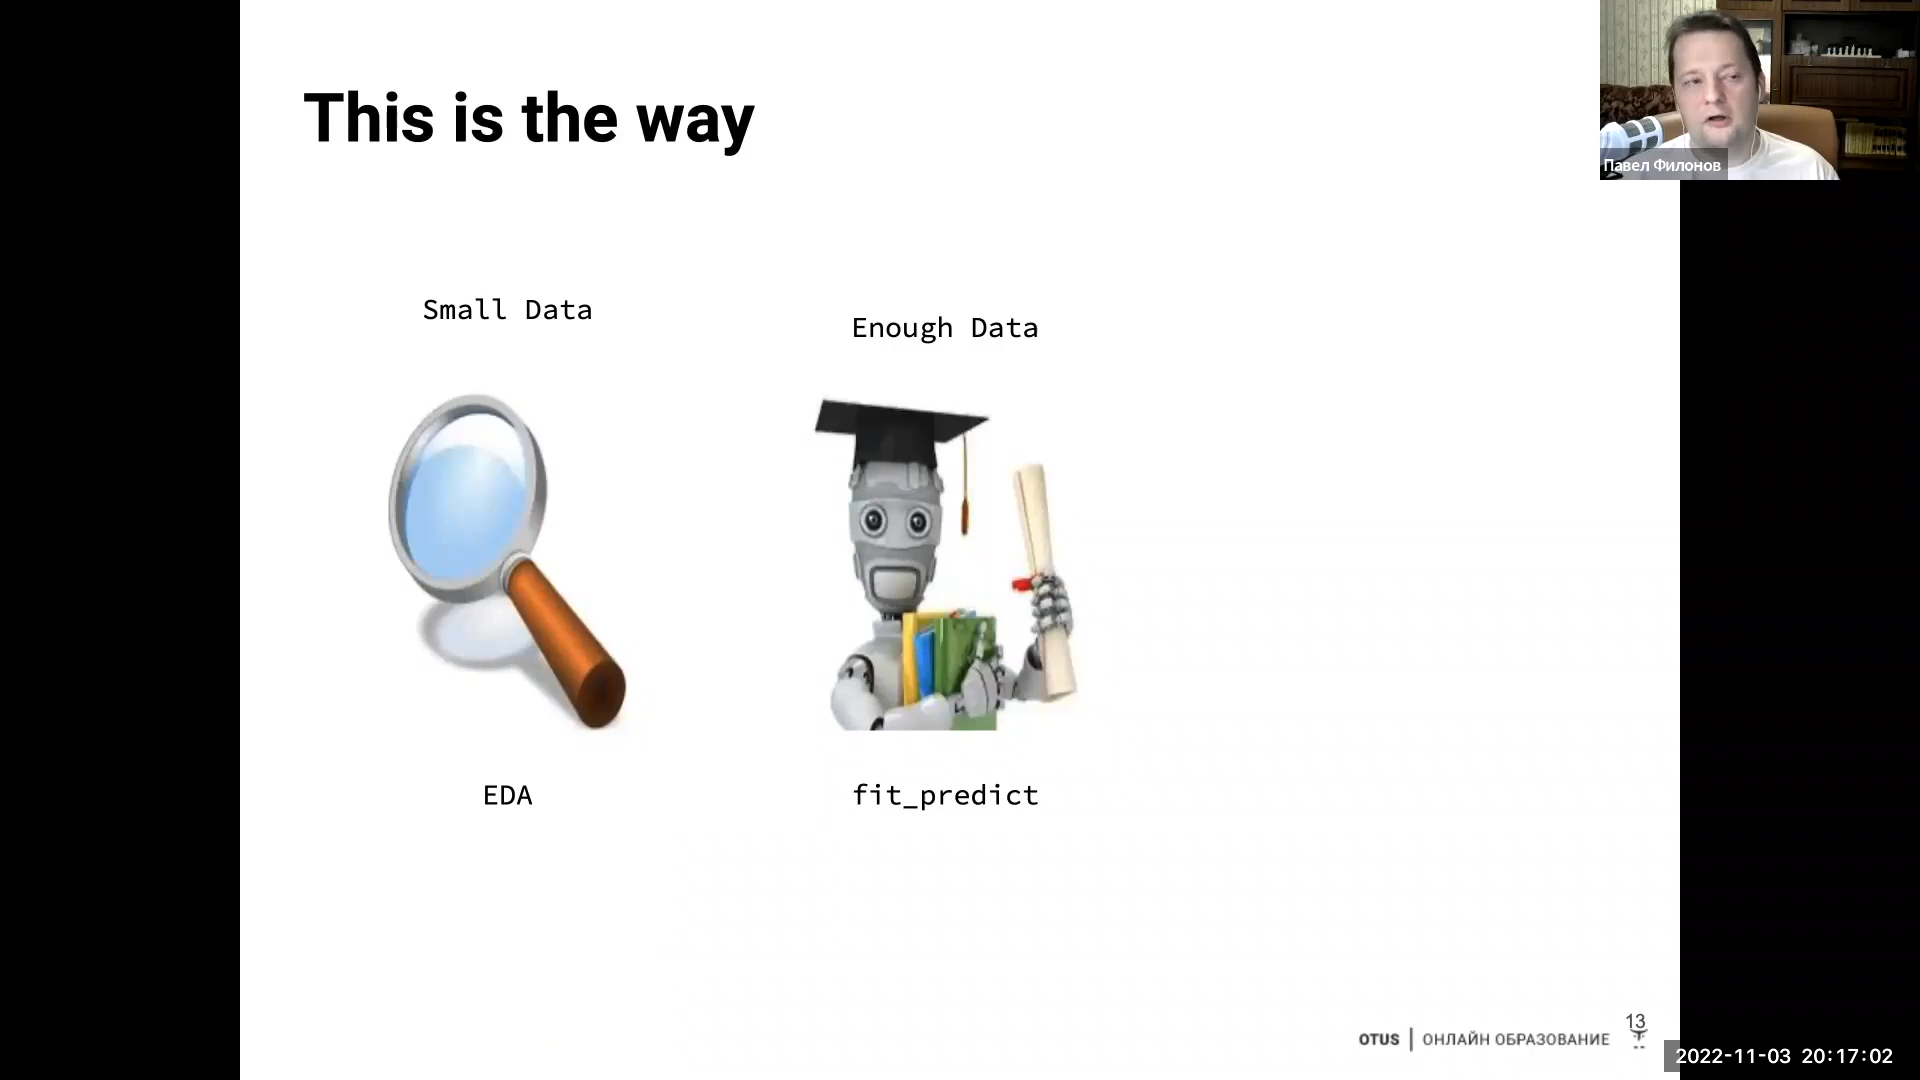 This is the way
Павел Филонов
Small Data
Enough Data
EDA
fit_predict
OTUS | ОНЛАЙН ОБРАЗОВАНИЕ
13
2022-11-03 20:17:02